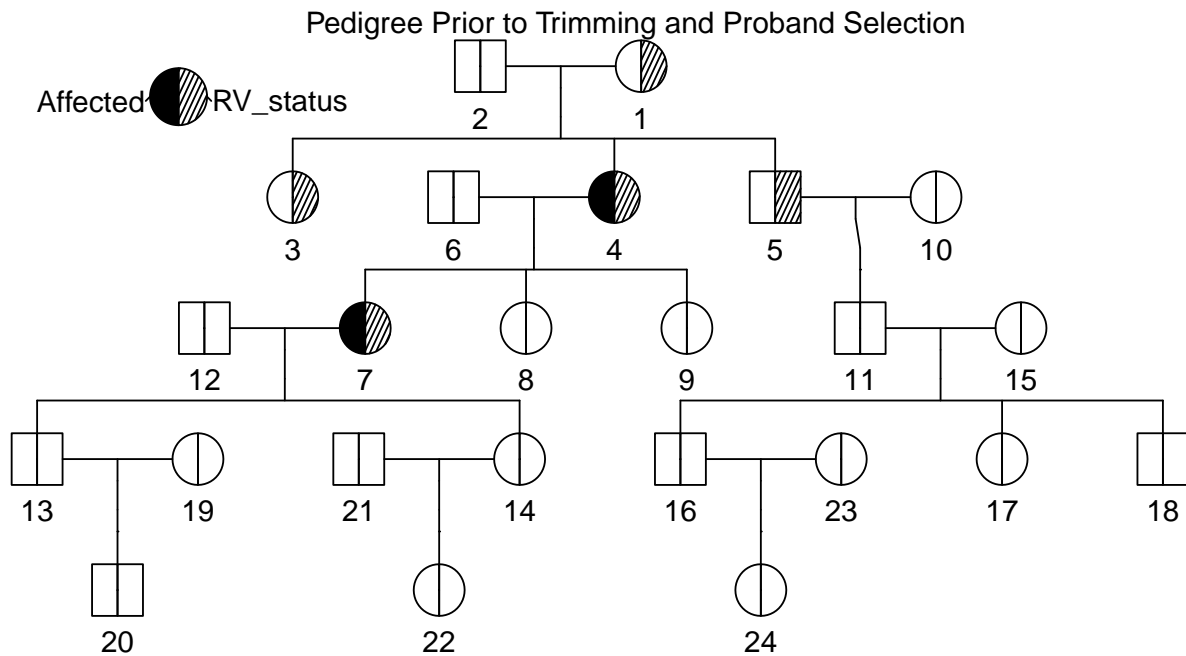 Pedigree Prior to Trimming and Proband Selection
Affected RV_status
2 1
3 6 4 5 10
12 7 8 9 11 15
13 19 21 14 16 23 17 18
20 22 24